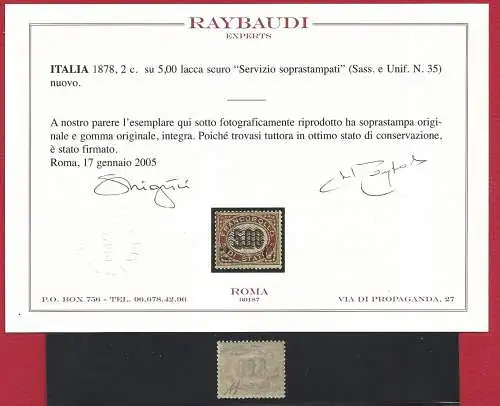 RAYBAUDI
EXPERTS
ITALIA 1878, 2 c. su 5,00 lacca scuro “Servizio soprastampati” (Sass. e Unif. N. 35)
nuovo.
A nostro parere l'esemplare qui sotto fotograficamente riprodotto ha soprastampa origi-
nale e gomma originale, integra. Poiché trovasi tuttora in ottimo stato di conservazione,
è stato firmato.
Roma, 17 gennaio 2005
ROMA
00187
P.O. BOX 756 - TEL. 06.678.42.90
VIA DI PROPAGANDA, 27